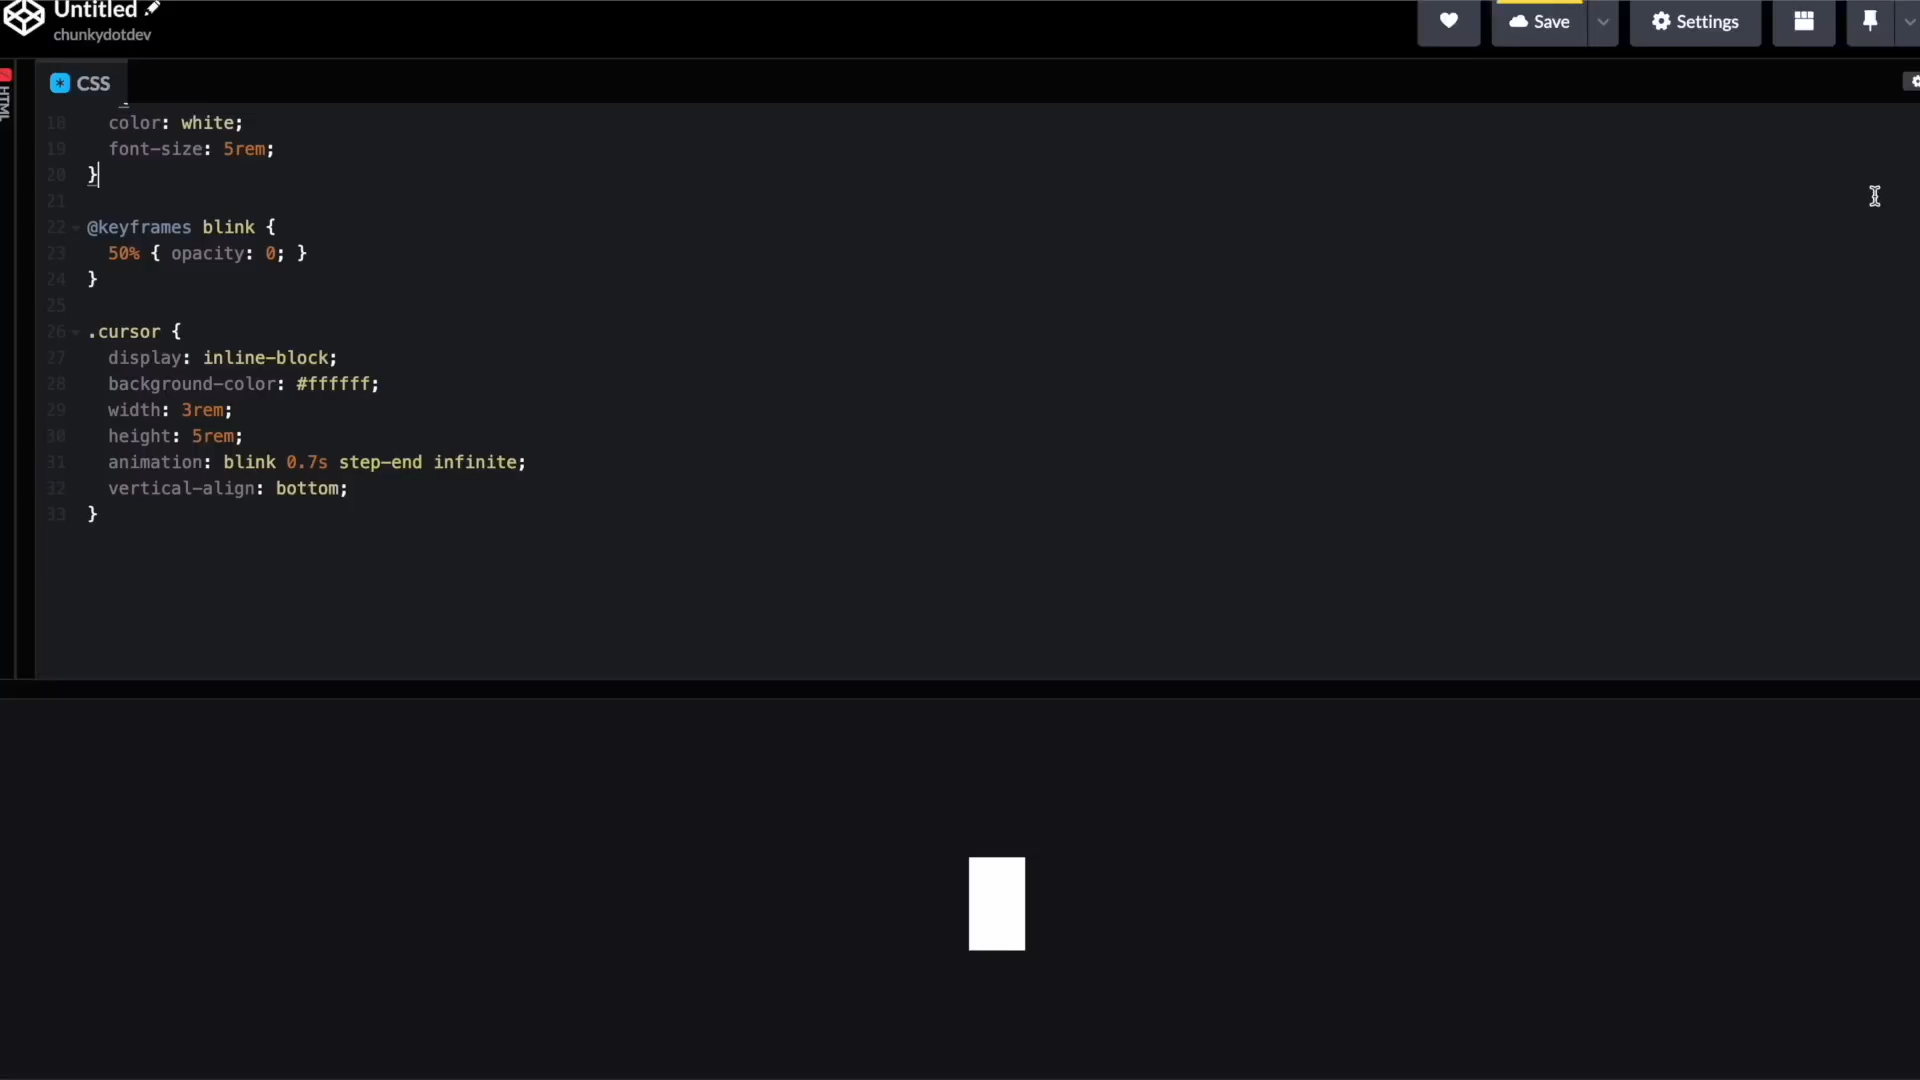 Untitled
chunkydotdev
Save
Settings
HTML
* CSS
18 color: white;
19 font-size: 5rem;
20 }
21
22 @keyframes blink {
23 50% { opacity: 0; }
24 }
25
26 .cursor {
27 display: inline-block;
28 background-color: #ffffff;
29 width: 3rem;
30 height: 5rem;
31 animation: blink 0.7s step-end infinite;
32 vertical-align: bottom;
33 }